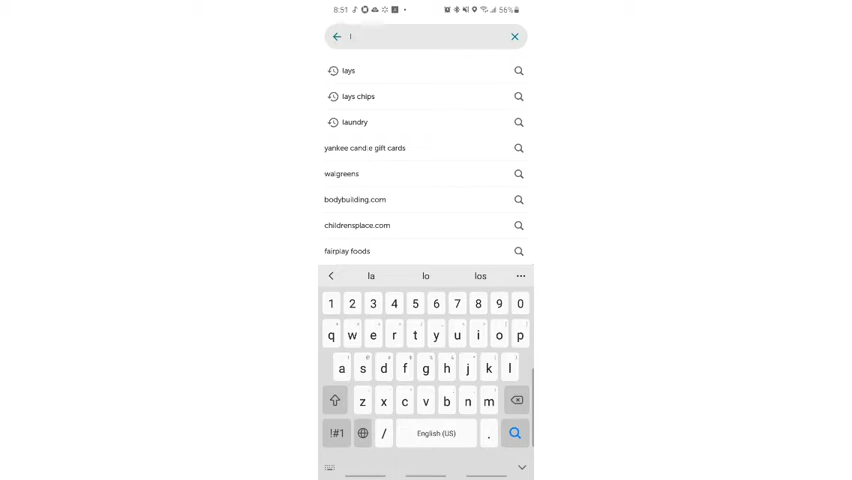 8:51
56%
l
lays
lays chips
laundry
yankee candle gift cards
walgreens
bodybuilding.com
childrensplace.com
fairplay foods
la lo los
1 2 3 4 5 6 7 8 9 0
q w e r t y u i o p
a s d f g h j k l
z x c v b n m
!#1 / English (US) .